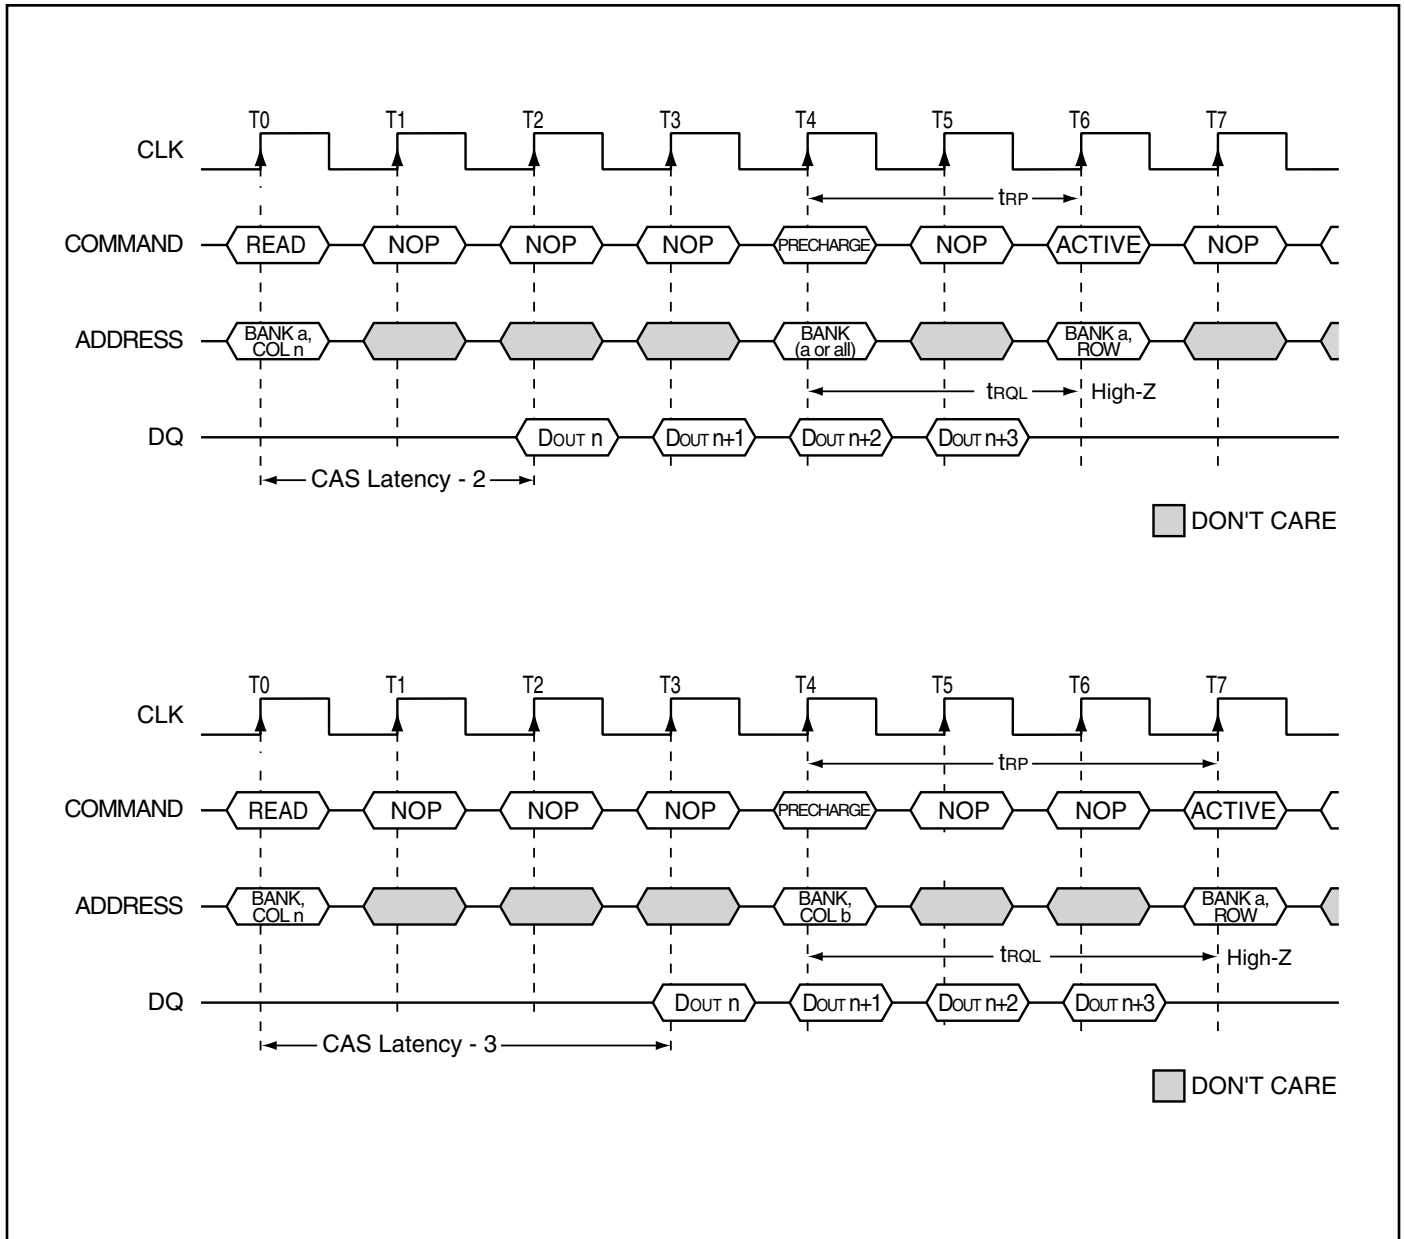 T0 T1 T2 T3 T4 T5 T6 T7
CLK
tRP
COMMAND READ NOP NOP NOP PRECHARGE NOP ACTIVE NOP
ADDRESS BANK a, COL n BANK (a or all) BANK a, ROW
tRQL High-Z
DQ DOUT n DOUT n+1 DOUT n+2 DOUT n+3
CAS Latency - 2
DON'T CARE
T0 T1 T2 T3 T4 T5 T6 T7
CLK
tRP
COMMAND READ NOP NOP NOP PRECHARGE NOP NOP ACTIVE
ADDRESS BANK, COL n BANK, COL b BANK a, ROW
tRQL High-Z
DQ DOUT n DOUT n+1 DOUT n+2 DOUT n+3
CAS Latency - 3
DON'T CARE